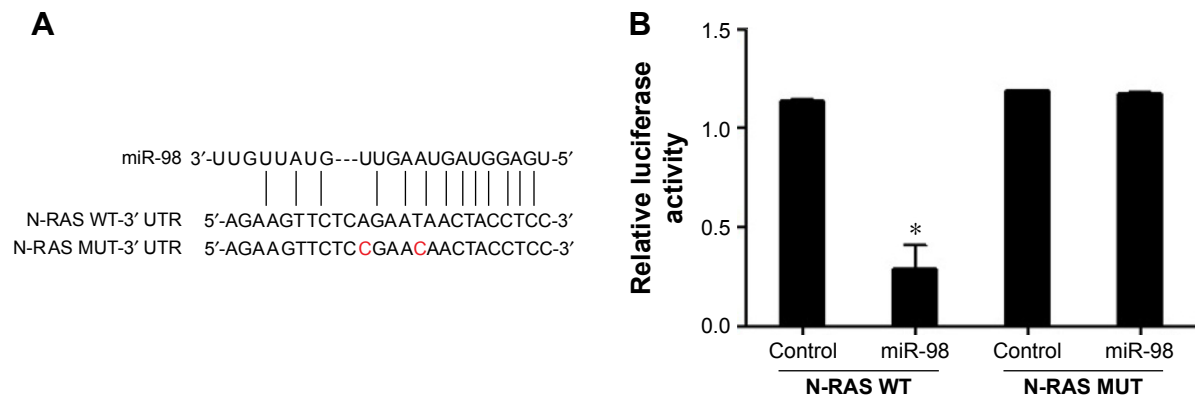 A
miR-98 3′-UUGUUAUG---UUGAAUGAUGGAGU-5′
N-RAS WT-3′ UTR 5′-AGAAGTTCTCAGAATAACTACCTCC-3′
N-RAS MUT-3′ UTR 5′-AGAAGTTCTCCGAACAACTACCTCC-3′
B
Relative luciferase
activity
1.5
1.0
0.5
0.0
*
Control miR-98 Control miR-98
N-RAS WT N-RAS MUT